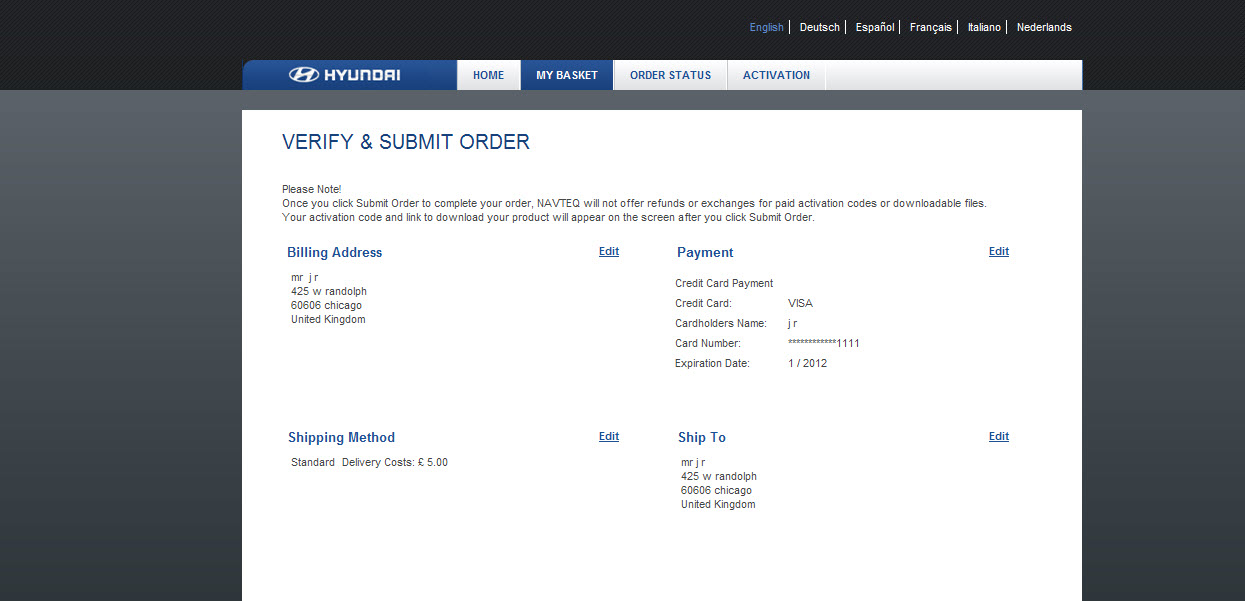 English | Deutsch | Español | Français | Italiano | Nederlands
HYUNDAI HOME MY BASKET ORDER STATUS ACTIVATION
VERIFY & SUBMIT ORDER
Please Note!
Once you click Submit Order to complete your order, NAVTEQ will not offer refunds or exchanges for paid activation codes or downloadable files.
Your activation code and link to download your product will appear on the screen after you click Submit Order.
Billing Address Edit
mr j r
425 w randolph
60606 chicago
United Kingdom
Payment Edit
Credit Card Payment
Credit Card: VISA
Cardholders Name: j r
Card Number: ************1111
Expiration Date: 1 / 2012
Shipping Method Edit
Standard Delivery Costs: £ 5.00
Ship To Edit
mr j r
425 w randolph
60606 chicago
United Kingdom